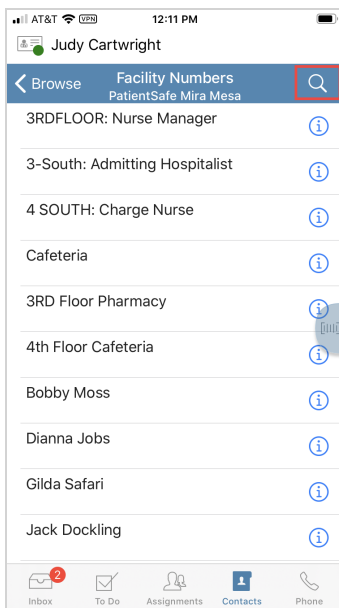 AT&T VPN 12:11 PM
Judy Cartwright
Browse Facility Numbers
PatientSafe Mira Mesa
3RDFLOOR: Nurse Manager
3-South: Admitting Hospitalist
4 SOUTH: Charge Nurse
Cafeteria
3RD Floor Pharmacy
4th Floor Cafeteria
Bobby Moss
Dianna Jobs
Gilda Safari
Jack Dockling
2
Inbox To Do Assignments Contacts Phone